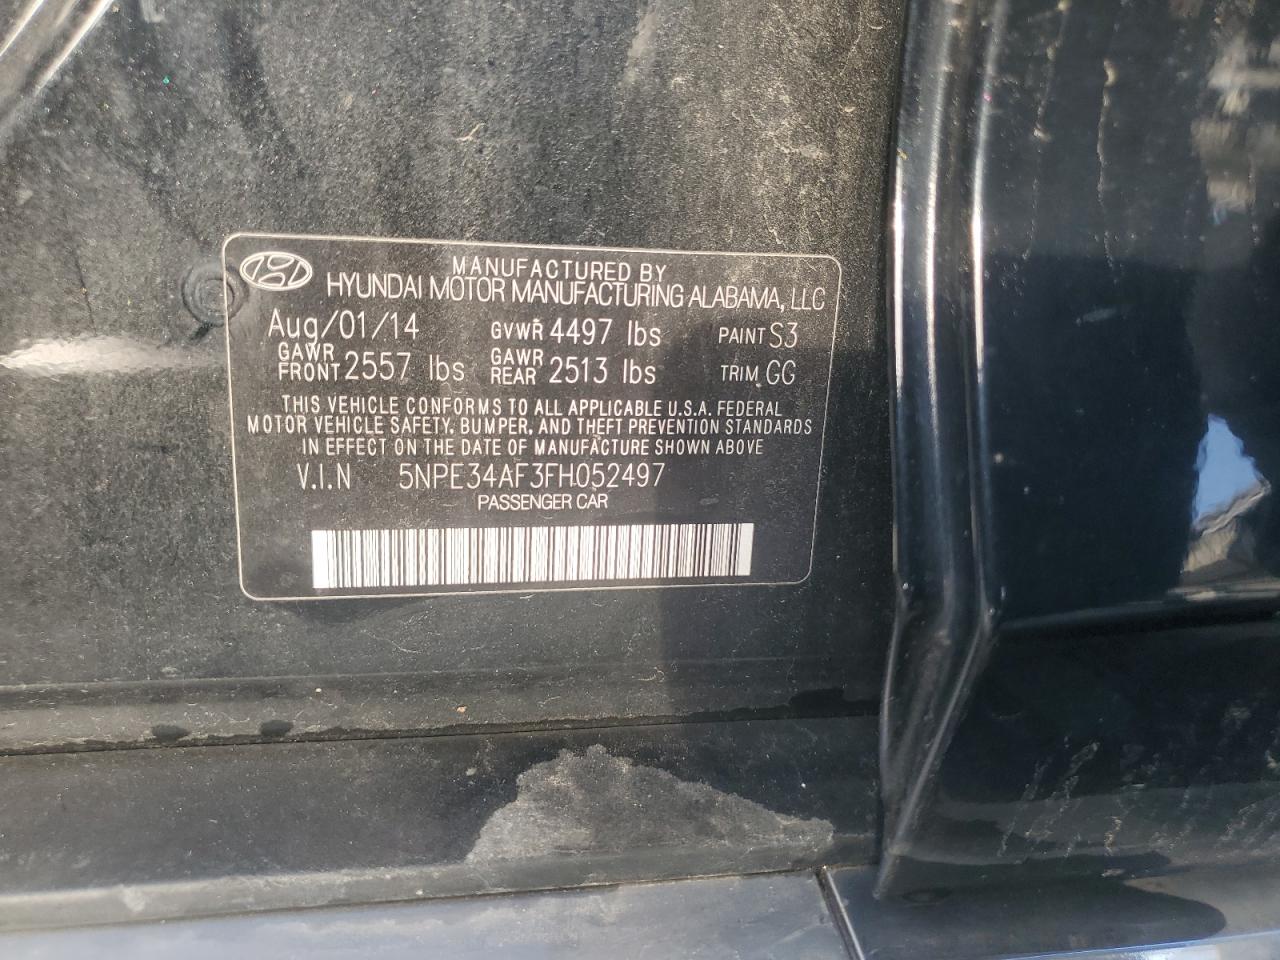 MANUFACTURED BY
HYUNDAI MOTOR MANUFACTURING ALABAMA, LLC
Aug/01/14 GVWR 4497 lbs PAINT S3
GAWR FRONT 2557 lbs GAWR REAR 2513 lbs TRIM GG
THIS VEHICLE CONFORMS TO ALL APPLICABLE U.S.A. FEDERAL
MOTOR VEHICLE SAFETY, BUMPER, AND THEFT PREVENTION STANDARDS
IN EFFECT ON THE DATE OF MANUFACTURE SHOWN ABOVE
V.I.N 5NPE34AF3FH052497
PASSENGER CAR